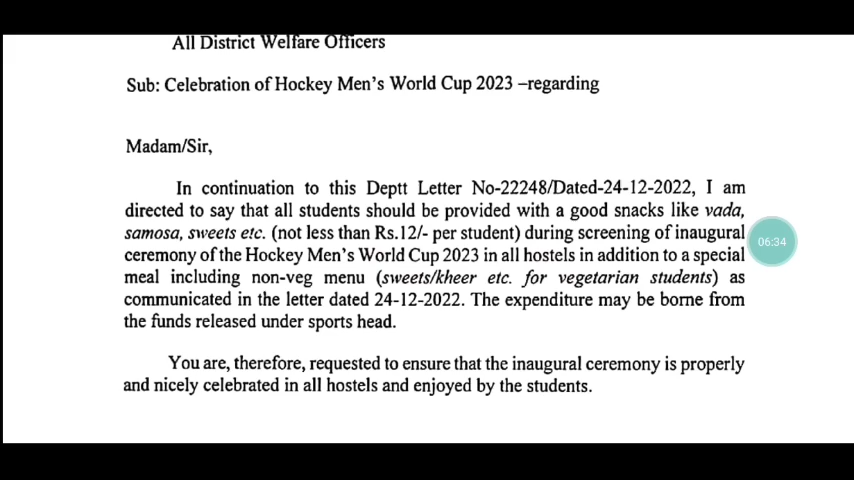 All District Welfare Officers
Sub: Celebration of Hockey Men's World Cup 2023 –regarding
Madam/Sir,
In continuation to this Deptt Letter No-22248/Dated-24-12-2022, I am
directed to say that all students should be provided with a good snacks like vada,
samosa, sweets etc. (not less than Rs.12/- per student) during screening of inaugural
ceremony of the Hockey Men's World Cup 2023 in all hostels in addition to a special
meal including non-veg menu (sweets/kheer etc. for vegetarian students) as
communicated in the letter dated 24-12-2022. The expenditure may be borne from
the funds released under sports head.
You are, therefore, requested to ensure that the inaugural ceremony is properly
and nicely celebrated in all hostels and enjoyed by the students.
06:34